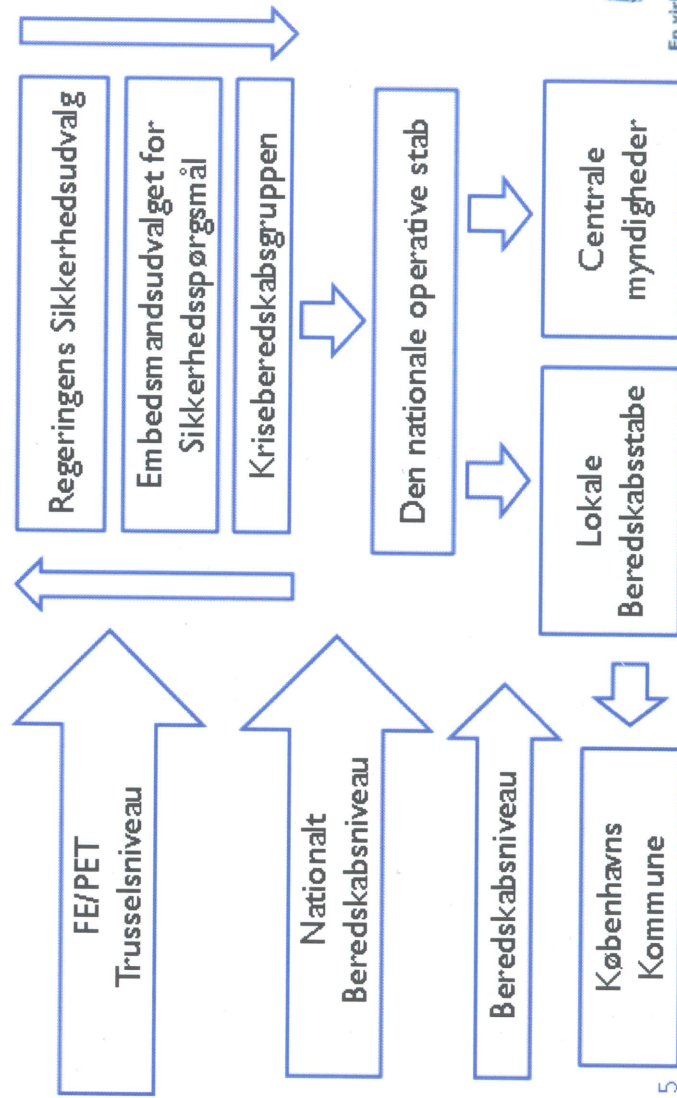 FE/PET
Trusselsniveau
Regeringens Sikkerhedsudvalg
Embedsmandsudvalget for
Sikkerhedsspørgsmål
Kriseberedskabsgruppen
Nationalt
Beredskabsniveau
Den nationale operative stab
Beredskabsniveau
Københavns
Kommune
Lokale
Beredskabsstabe
Centrale
myndigheder
5